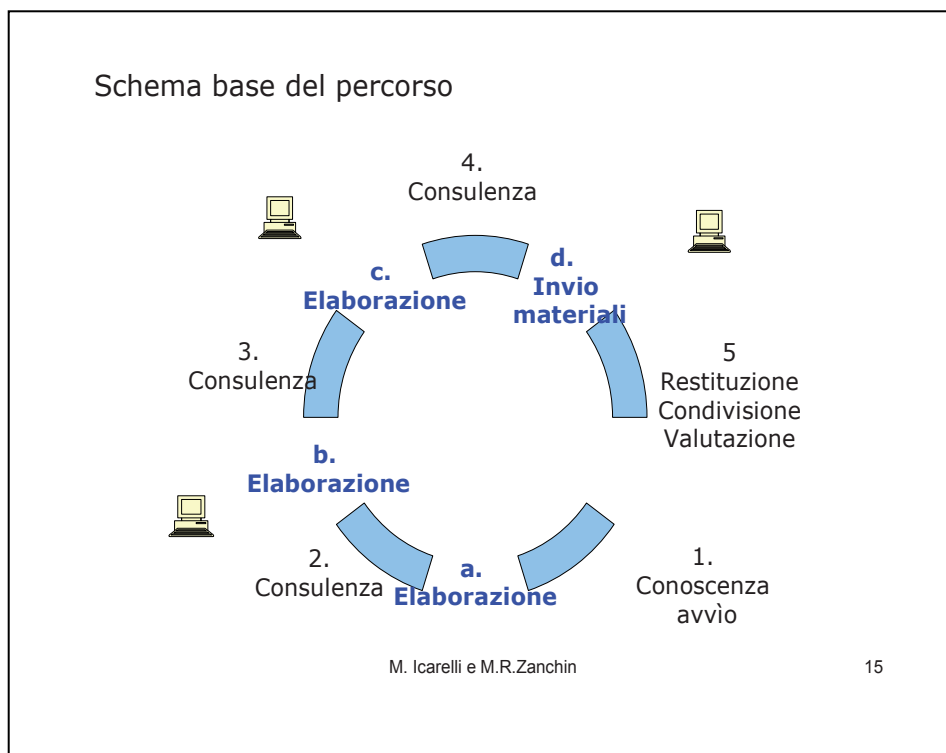 Schema base del percorso
4.
Consulenza
c.
Elaborazione
d.
Invio
materiali
3.
Consulenza
5
Restituzione
Condivisione
Valutazione
b.
Elaborazione
2.
Consulenza
a.
Elaborazione
1.
Conoscenza
avvìo
M. Icarelli e M.R.Zanchin
15